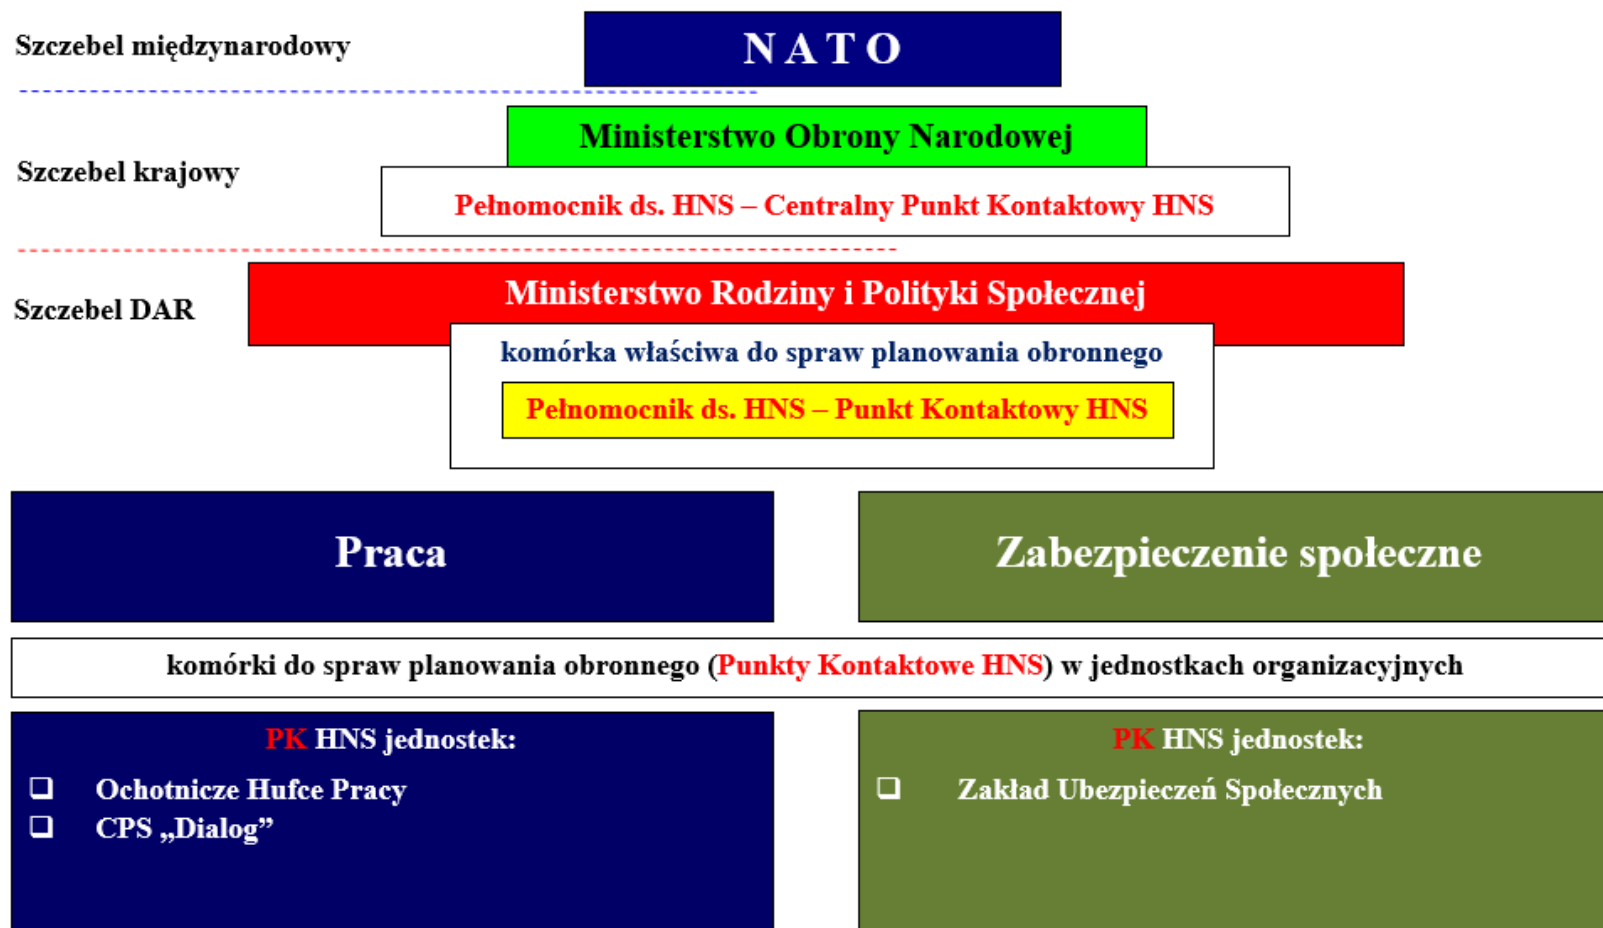 Szczebel międzynarodowy
N A T O
Ministerstwo Obrony Narodowej
Szczebel krajowy
Pełnomocnik ds. HNS – Centralny Punkt Kontaktowy HNS
Ministerstwo Rodziny i Polityki Społecznej
Szczebel DAR
komórka właściwa do spraw planowania obronnego
Pełnomocnik ds. HNS – Punkt Kontaktowy HNS
Praca
Zabezpieczenie społeczne
komórki do spraw planowania obronnego (Punkty Kontaktowe HNS) w jednostkach organizacyjnych
PK HNS jednostek:
❑ Ochotnicze Hufce Pracy
❑ CPS „Dialog”
PK HNS jednostek:
❑ Zakład Ubezpieczeń Społecznych